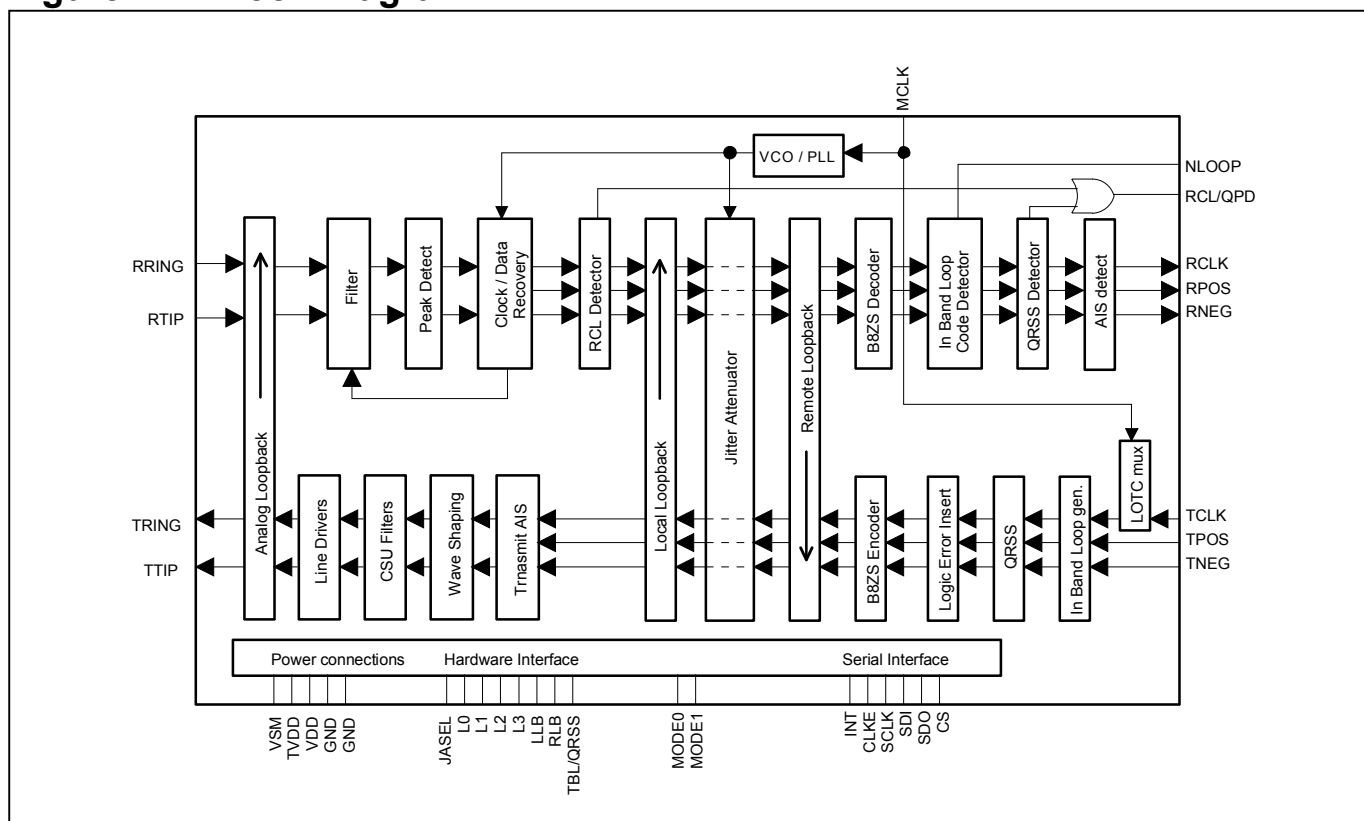 MCLK
VCO / PLL
NLOOP
RCL/QPD
RRING
RTIP
Analog Loopback
Filter
Peak Detect
Clock / Data
Recovery
RCL Detector
Local Loopback
Jitter Attenuator
Remote Loopback
B8ZS Decoder
In Band Loop
Code Detector
QRSS Detector
AIS detect
RCLK
RPOS
RNEG
TRING
TTIP
Line Drivers
CSU Filters
Wave Shaping
Trnasmit AIS
B8ZS Encoder
Logic Error Insert
QRSS
In Band Loop gen.
LOTC mux
TCLK
TPOS
TNEG
Power connections
Hardware Interface
Serial Interface
VSM
TVDD
VDD
GND
GND
JASEL
L0
L1
L2
L3
LLB
RLB
TBL/QRSS
MODE0
MODE1
INT
CLKE
SCLK
SDI
SDO
CS